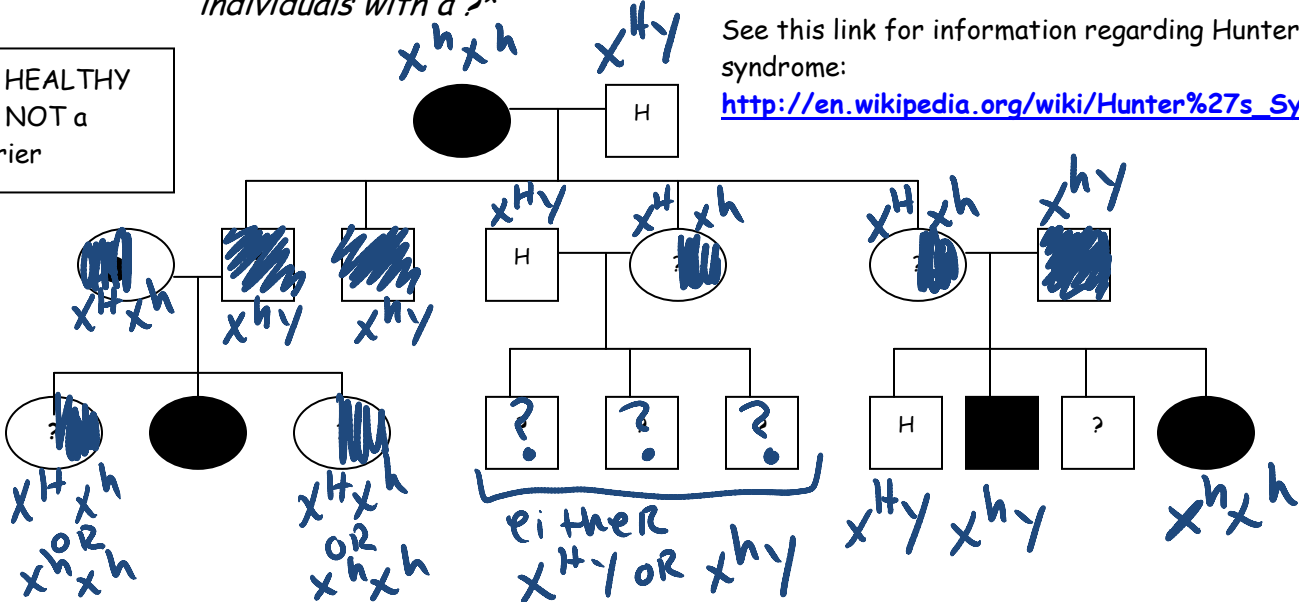 individuals with a ?*
See this link for information regarding Hunter
syndrome:
http://en.wikipedia.org/wiki/Hunter%27s_Sy
HEALTHY
NOT a
rier
X^h X^h
X^H y
H
X^H y
X^H X^h
X^H X^h
X^h y
H
?
?
X^H X^h
X^h y
X^h y
?
?
?
?
H
?
X^H X^h
OR
X^h X^h
X^H X^h
OR
X^h X^h
either
X^H y OR X^h y
X^H y
X^h y
X^h X^h